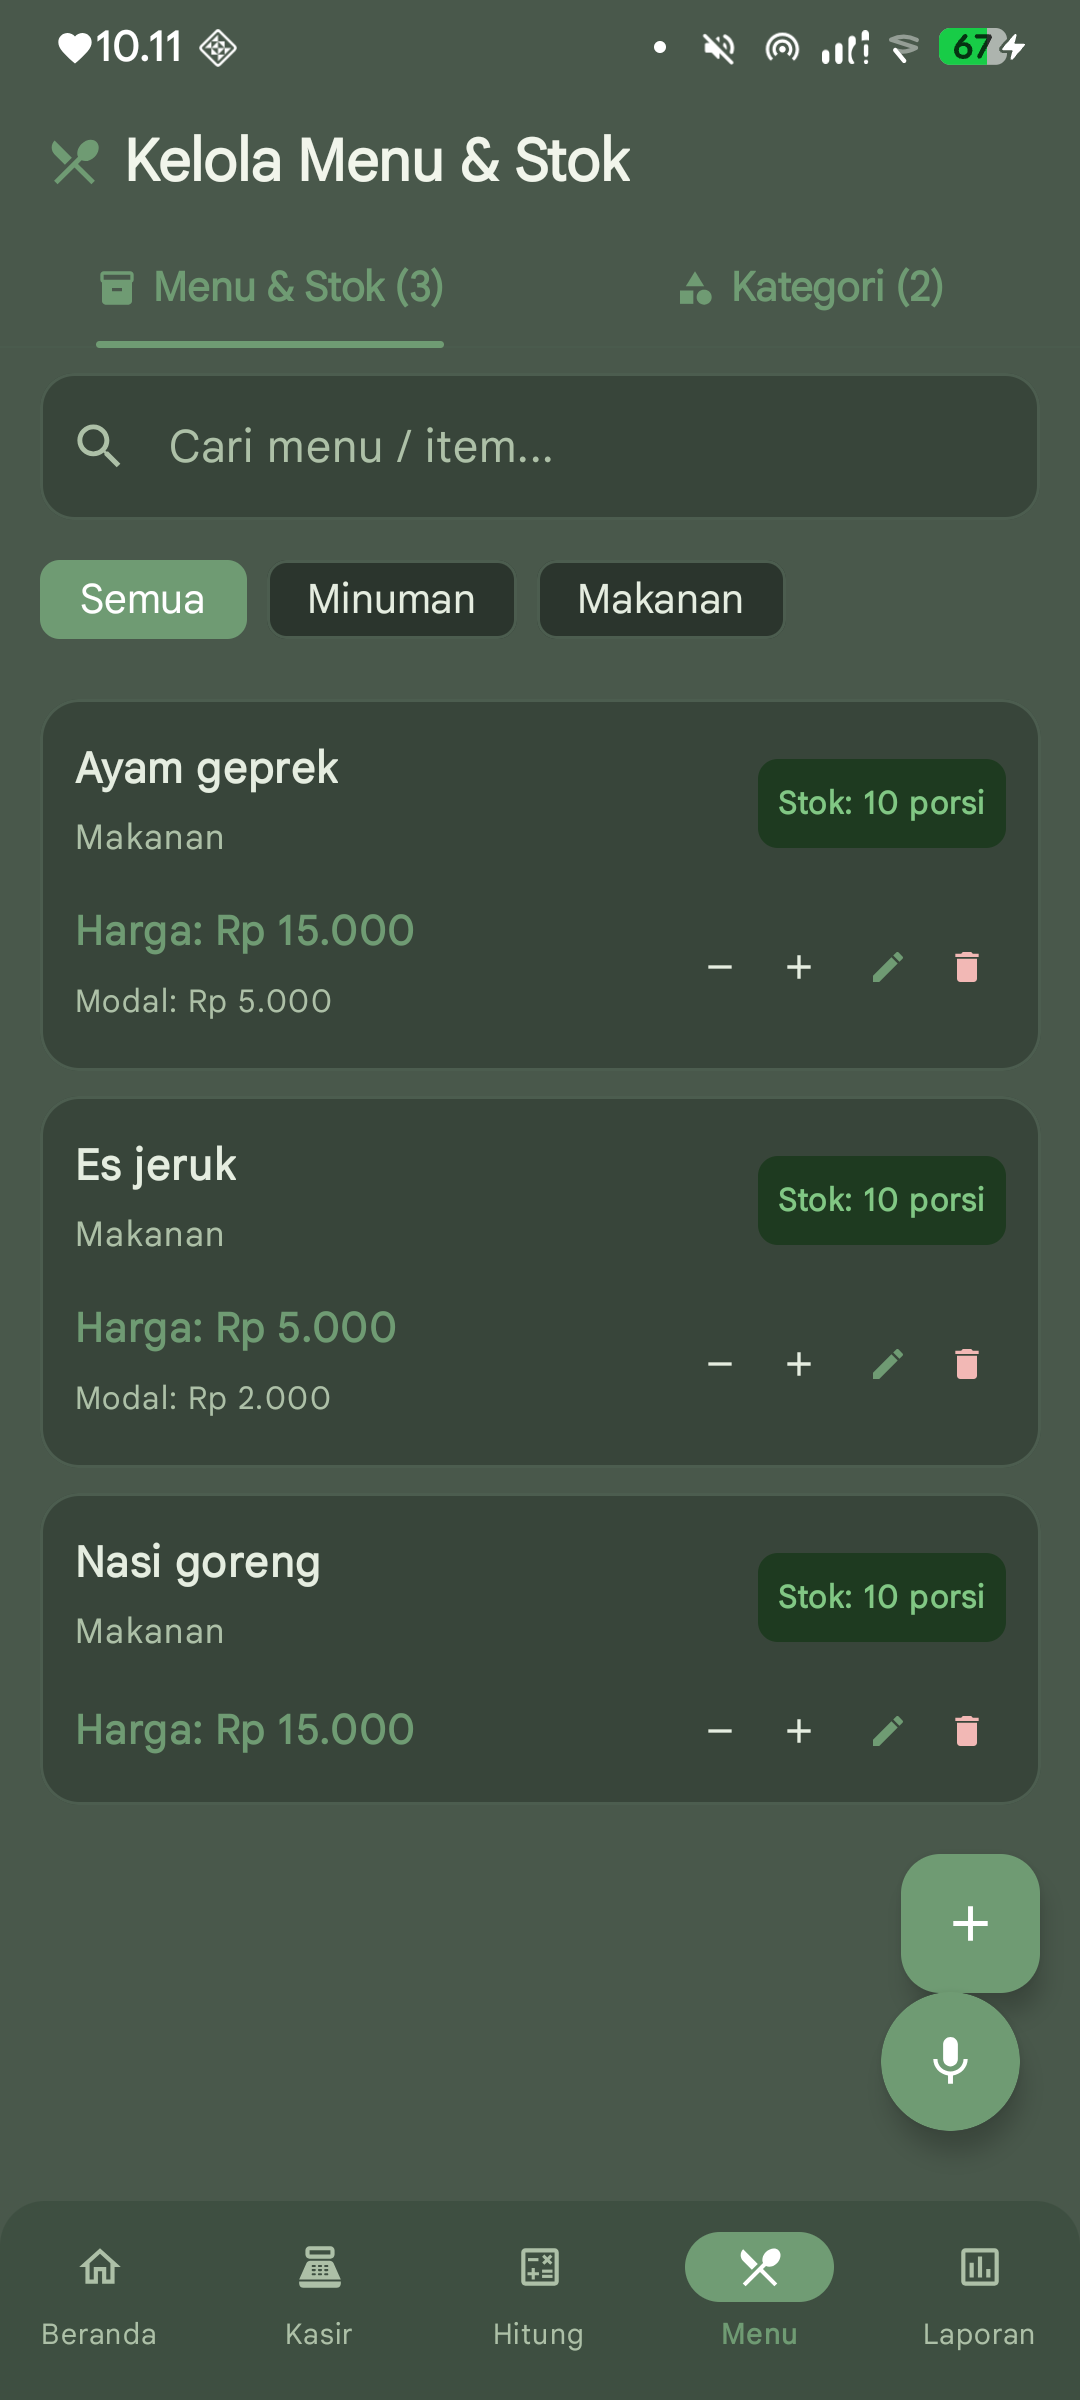 10.11
67
Kelola Menu & Stok
Menu & Stok (3)
Kategori (2)
Cari menu / item...
Semua
Minuman
Makanan
Ayam geprek
Makanan
Stok: 10 porsi
Harga: Rp 15.000
Modal: Rp 5.000
Es jeruk
Makanan
Stok: 10 porsi
Harga: Rp 5.000
Modal: Rp 2.000
Nasi goreng
Makanan
Stok: 10 porsi
Harga: Rp 15.000
Beranda
Kasir
Hitung
Menu
Laporan